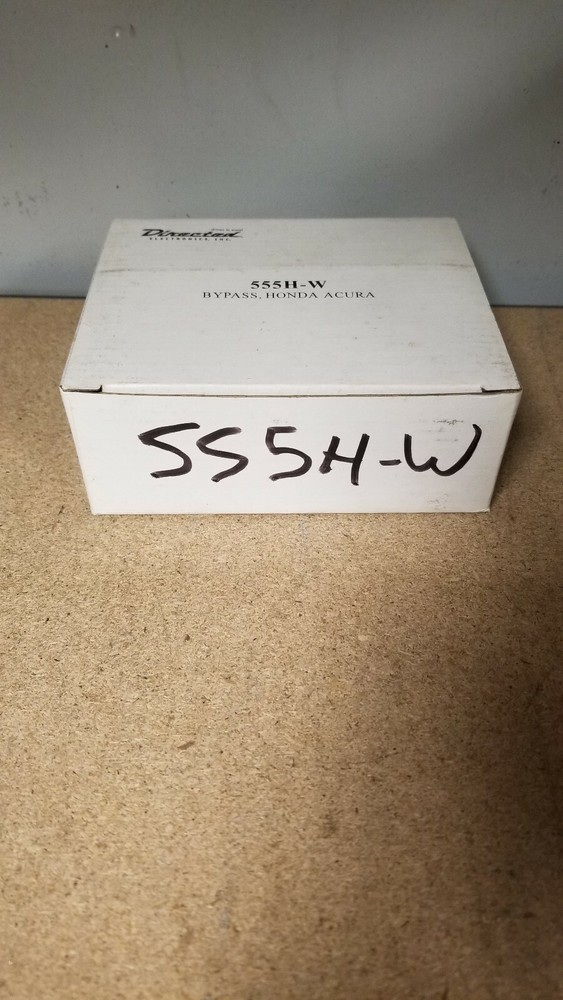 Directed
ELECTRONICS, INC.
555H-W
BYPASS, HONDA ACURA
555H-W